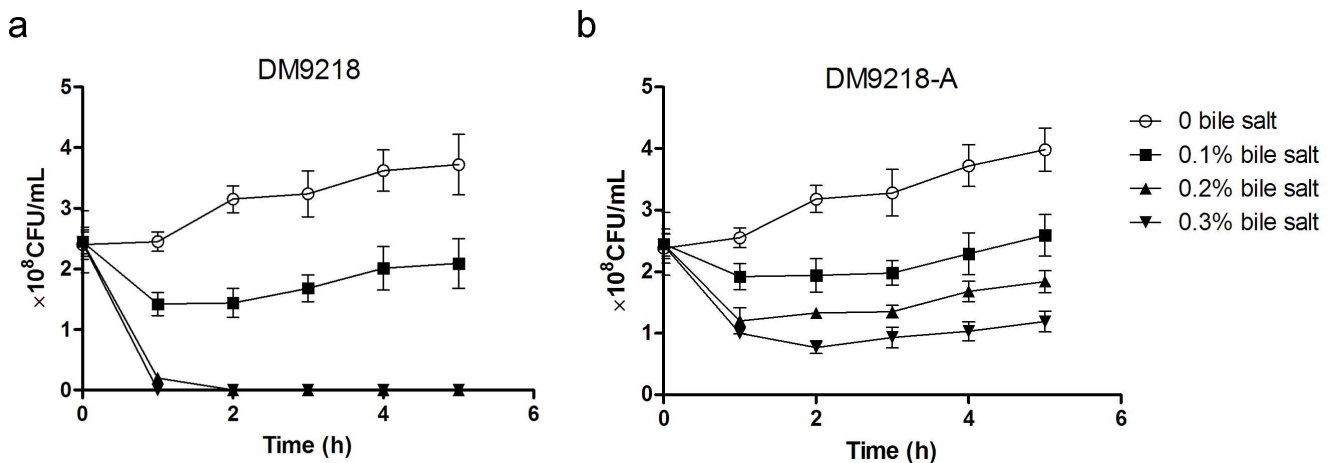 a
DM9218
5
4
3
2
1
0
×10⁸CFU/mL
0
2
4
6
Time (h)
b
DM9218-A
5
4
3
2
1
0
×10⁸CFU/mL
0
2
4
6
Time (h)
0 bile salt
0.1% bile salt
0.2% bile salt
0.3% bile salt